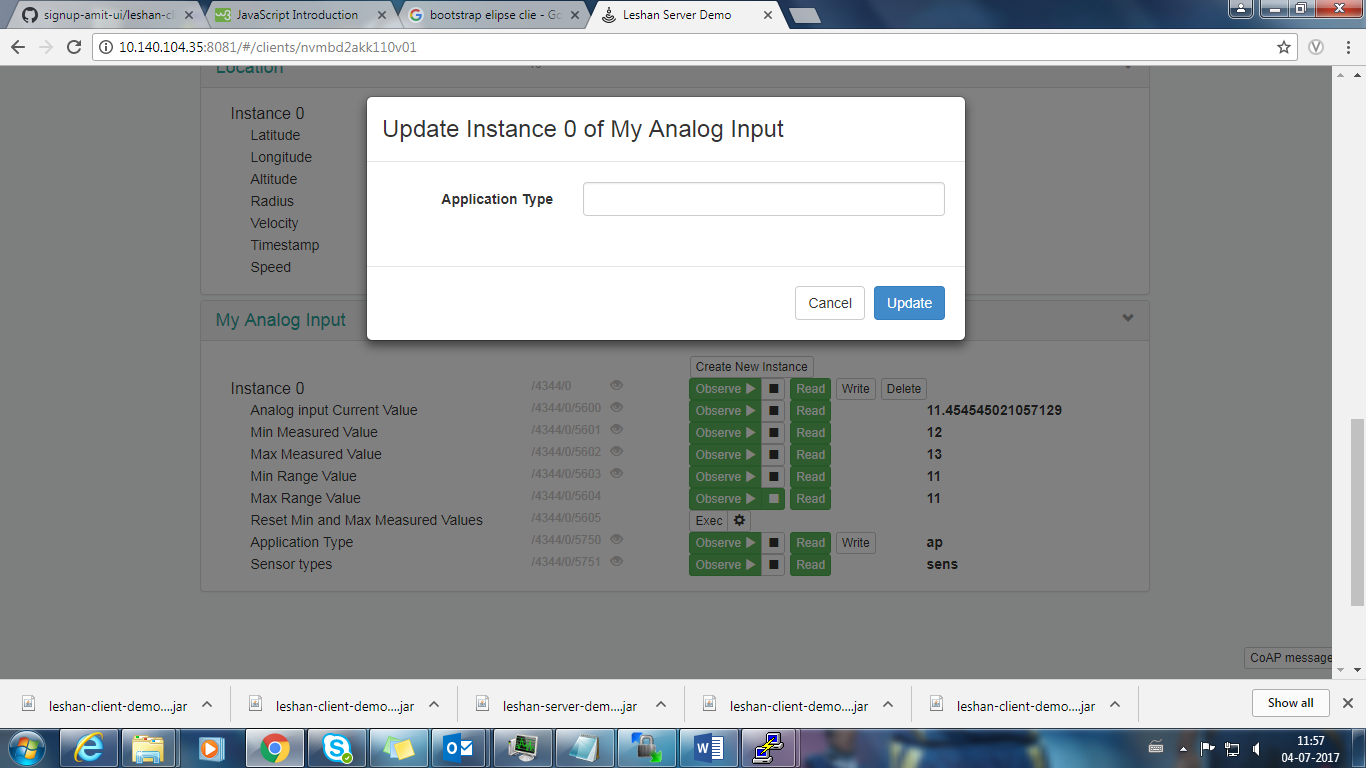 signup-amit-ui/leshan-cl
JavaScript Introduction
bootstrap elipse clie - Go
Leshan Server Demo
10.140.104.35:8081/#/clients/nvmbd2akk110v01
Location
Update Instance 0 of My Analog Input
Instance 0
Latitude
Longitude
Altitude
Radius
Velocity
Timestamp
Speed
Application Type
Cancel Update
My Analog Input
Create New Instance
Instance 0 /4344/0 Observe Read Write Delete
Analog input Current Value /4344/0/5600 Observe Read 11.454545021057129
Min Measured Value /4344/0/5601 Observe Read 12
Max Measured Value /4344/0/5602 Observe Read 13
Min Range Value /4344/0/5603 Observe Read 11
Max Range Value /4344/0/5604 Observe Read 11
Reset Min and Max Measured Values /4344/0/5605 Exec
Application Type /4344/0/5750 Observe Read Write ap
Sensor types /4344/0/5751 Observe Read sens
CoAP message
leshan-client-demo....jar
leshan-client-demo....jar
leshan-server-dem....jar
leshan-client-demo....jar
leshan-client-demo....jar
Show all
11:57
04-07-2017